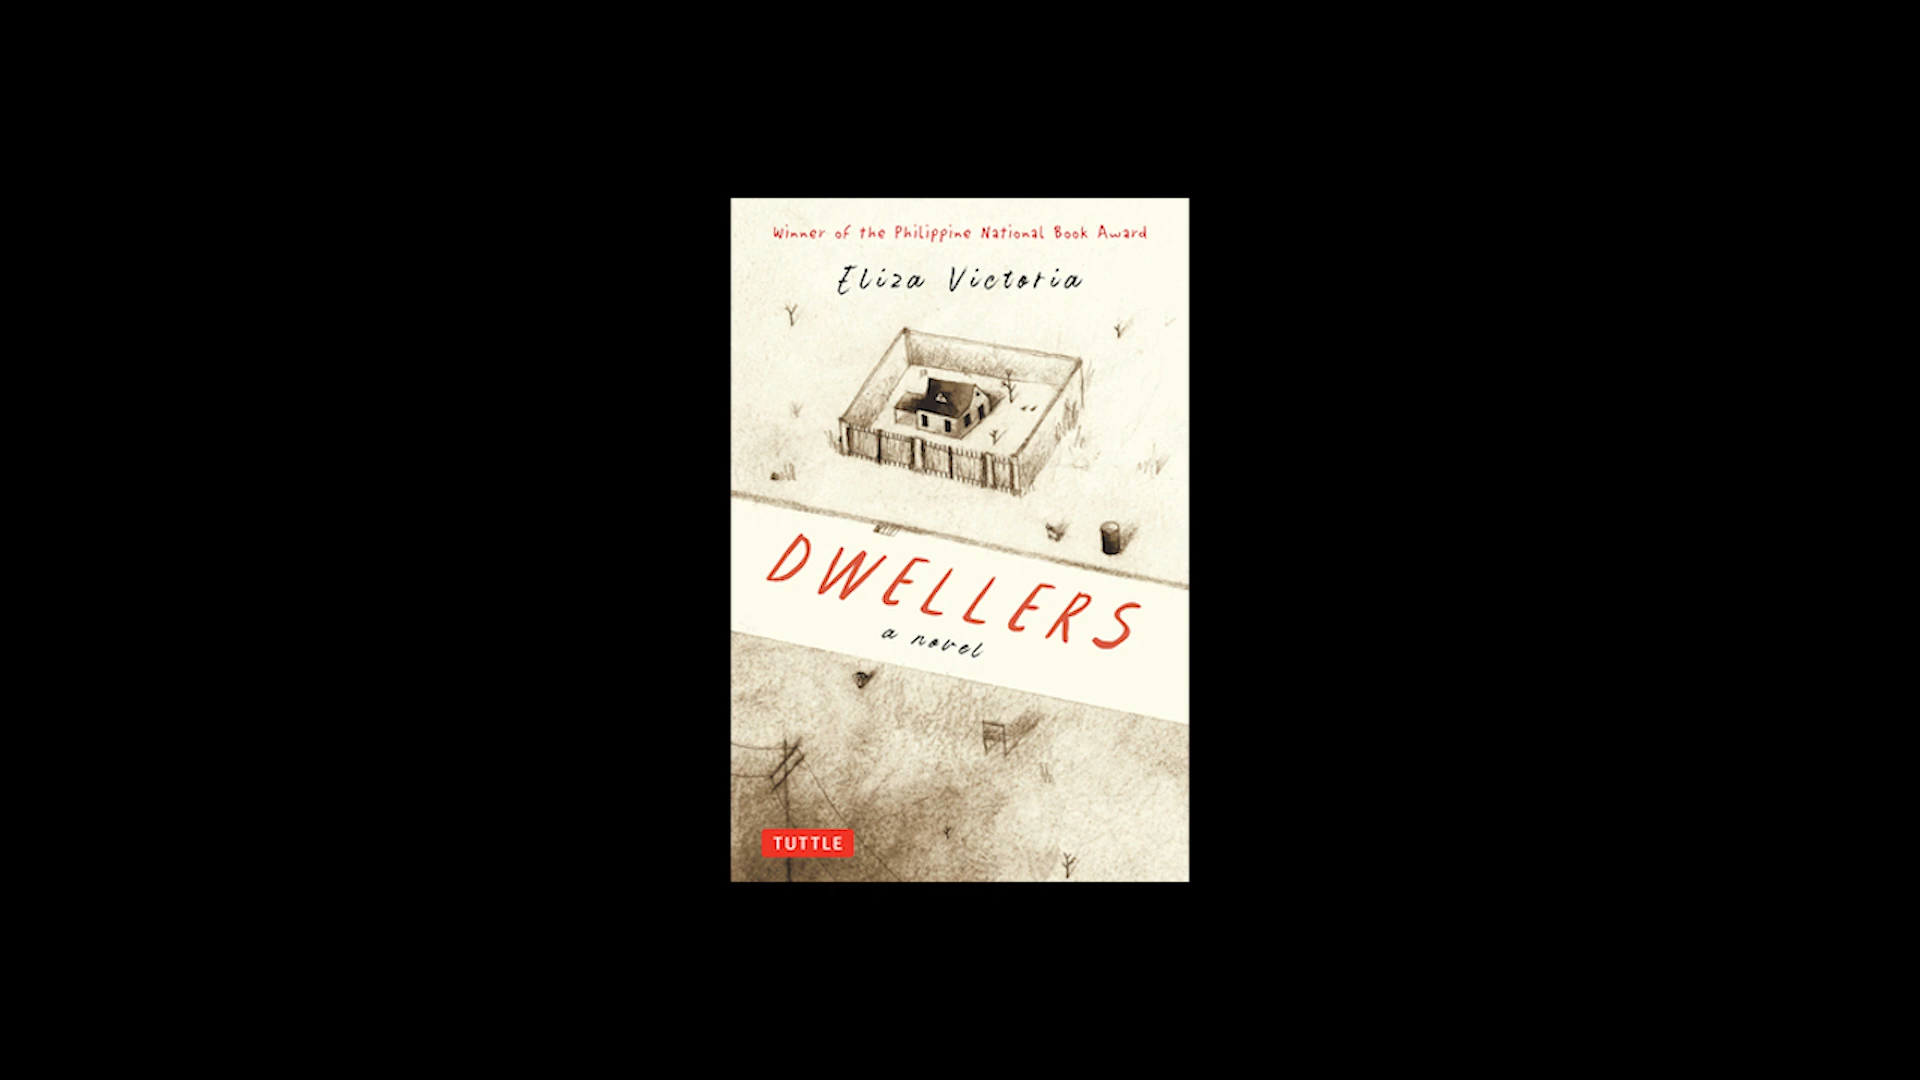 Winner of the Philippine National Book Award
Eliza Victoria
DWELLERS
a novel
TUTTLE